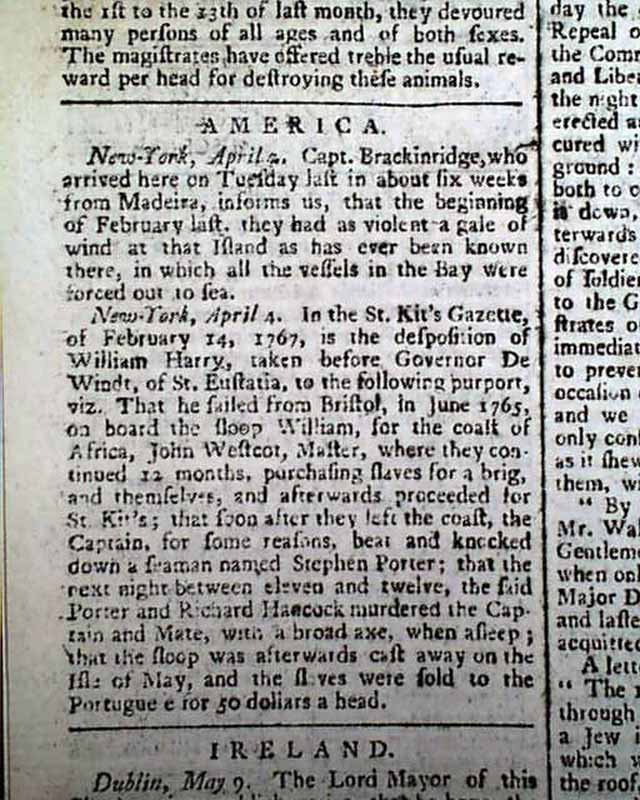 the 1ſt to the 13th of laſt month, they devoured
many perſons of all ages and of both ſexes.
The magiſtrates have offered treble the uſual re-
ward per head for deſtroying theſe animals.
AMERICA.
New-York, April 2. Capt. Brackinridge, who
arrived here on Tueſday laſt in about ſix weeks
from Madeira, informs us, that the beginning
of February laſt. they had as violent a gale of
wind at that Iſland as has ever been known
there, in which all the veſſels in the Bay were
forced out to ſea.
New-York, April 4. In the St. Kit's Gazette,
of February 14, 1767, is the deſpoſition of
William Harry, taken before Governor De
Windt, of St. Euſtatia, to the following purport,
viz. That he ſailed from Briſtol, in June 1765,
on board the ſloop William, for the coaſt of
Africa, John Weſtcot, Maſter, where they con-
tinued 12 months, purchaſing ſlaves for a brig,
and themſelves, and afterwards proceeded for
St. Kit's; that ſoon after they left the coaſt, the
Captain, for ſome reaſons, beat and knocked
down a ſeaman named Stephen Porter; that the
next night between eleven and twelve, the ſaid
Porter and Richard Hancock murdered the Cap-
tain and Mate, with a broad axe, when aſleep;
that the ſloop was afterwards caſt away on the
Iſle of May, and the ſlaves were ſold to the
Portugue e for 50 dollars a head.
IRELAND.
Dublin, May 9. The Lord Mayor of this
day the
Repeal o
the Comm
and Liber
the night
erected a
cured wi
ground:
both to c
is down,
terwards
diſcovere
of ſoldier
to the G
ſtrates o
immediat
to preven
occaſion
and we
only conf
as it ſhew
them, wi
" By
Mr. Wal
Gentleme
when onl
Major D
and laſte
acquitted
A lett
" The
through
a Jew i
which w
the roof